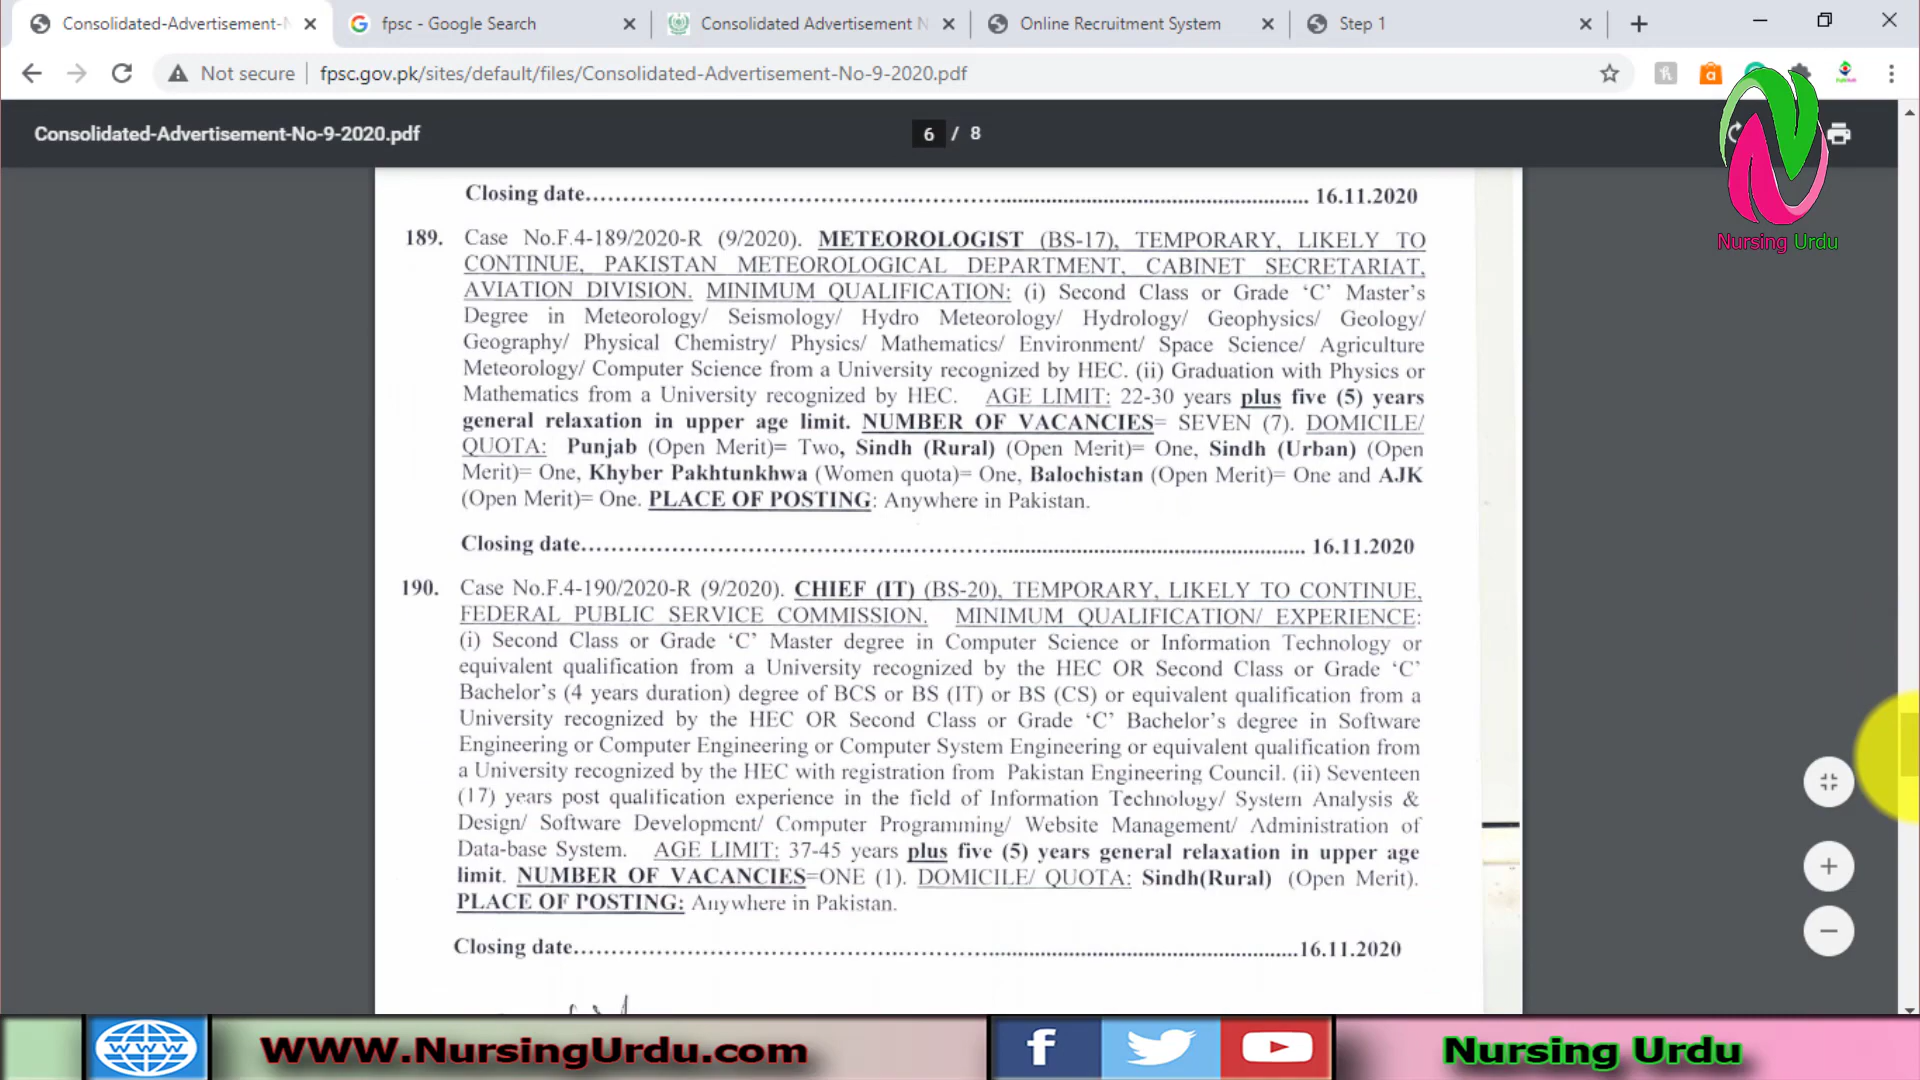 Consolidated-Advertisement-N
fpsc - Google Search
Consolidated Advertisement N
Online Recruitment System
Step 1
Not secure
fpsc.gov.pk/sites/default/files/Consolidated-Advertisement-No-9-2020.pdf
Consolidated-Advertisement-No-9-2020.pdf
6 / 8
Nursing Urdu
Closing date.................................................................................................... 16.11.2020
189. Case No.F.4-189/2020-R (9/2020). METEOROLOGIST (BS-17), TEMPORARY, LIKELY TO
CONTINUE, PAKISTAN METEOROLOGICAL DEPARTMENT, CABINET SECRETARIAT,
AVIATION DIVISION. MINIMUM QUALIFICATION: (i) Second Class or Grade ‘C’ Master’s
Degree in Meteorology/ Seismology/ Hydro Meteorology/ Hydrology/ Geophysics/ Geology/
Geography/ Physical Chemistry/ Physics/ Mathematics/ Environment/ Space Science/ Agriculture
Meteorology/ Computer Science from a University recognized by HEC. (ii) Graduation with Physics or
Mathematics from a University recognized by HEC. AGE LIMIT: 22-30 years plus five (5) years
general relaxation in upper age limit. NUMBER OF VACANCIES= SEVEN (7). DOMICILE/
QUOTA: Punjab (Open Merit)= Two, Sindh (Rural) (Open Merit)= One, Sindh (Urban) (Open
Merit)= One, Khyber Pakhtunkhwa (Women quota)= One, Balochistan (Open Merit)= One and AJK
(Open Merit)= One. PLACE OF POSTING: Anywhere in Pakistan.
Closing date.................................................................................................... 16.11.2020
190. Case No.F.4-190/2020-R (9/2020). CHIEF (IT) (BS-20), TEMPORARY, LIKELY TO CONTINUE,
FEDERAL PUBLIC SERVICE COMMISSION. MINIMUM QUALIFICATION/ EXPERIENCE:
(i) Second Class or Grade ‘C’ Master degree in Computer Science or Information Technology or
equivalent qualification from a University recognized by the HEC OR Second Class or Grade ‘C’
Bachelor’s (4 years duration) degree of BCS or BS (IT) or BS (CS) or equivalent qualification from a
University recognized by the HEC OR Second Class or Grade ‘C’ Bachelor’s degree in Software
Engineering or Computer Engineering or Computer System Engineering or equivalent qualification from
a University recognized by the HEC with registration from Pakistan Engineering Council. (ii) Seventeen
(17) years post qualification experience in the field of Information Technology/ System Analysis &
Design/ Software Development/ Computer Programming/ Website Management/ Administration of
Data-base System. AGE LIMIT: 37-45 years plus five (5) years general relaxation in upper age
limit. NUMBER OF VACANCIES=ONE (1). DOMICILE/ QUOTA: Sindh(Rural) (Open Merit).
PLACE OF POSTING: Anywhere in Pakistan.
Closing date....................................................................................................16.11.2020
WWW
WWW.NursingUrdu.com
f
Nursing Urdu